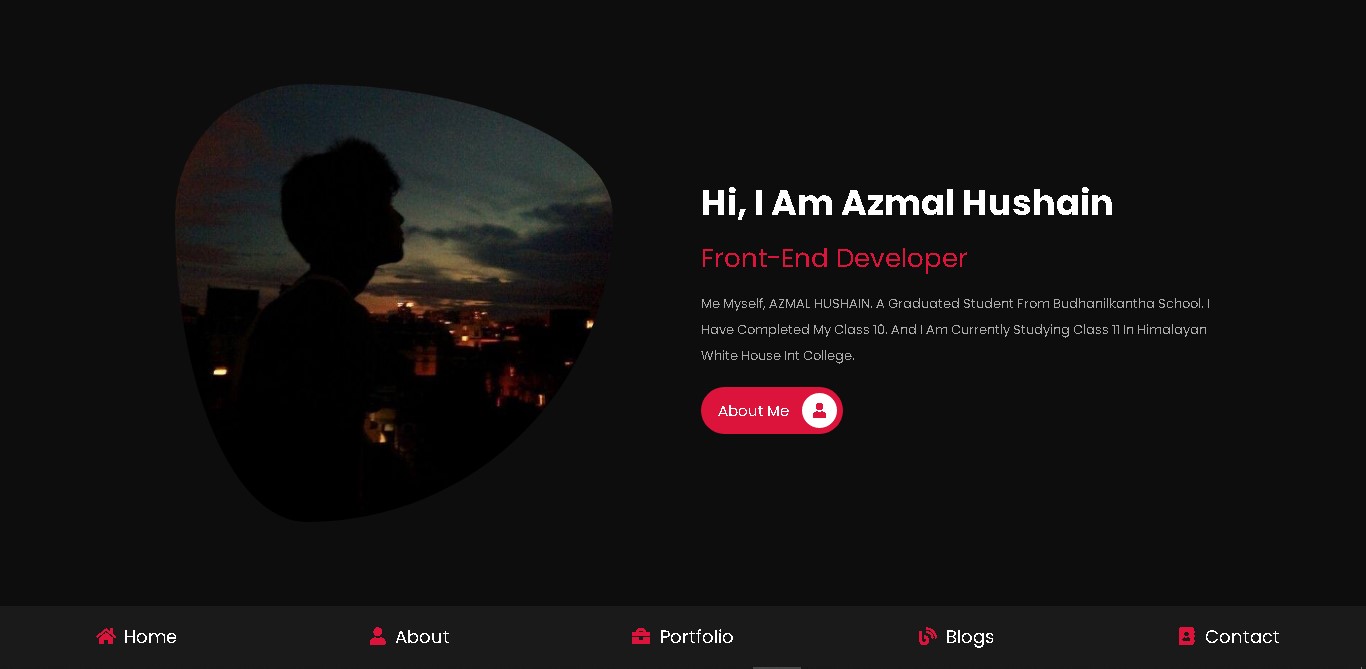 Hi, I Am Azmal Hushain
Front-End Developer
Me Myself, AZMAL HUSHAIN. A Graduated Student From Budhanilkantha School. I
Have Completed My Class 10. And I Am Currently Studying Class 11 In Himalayan
White House Int College.
About Me
Home
About
Portfolio
Blogs
Contact